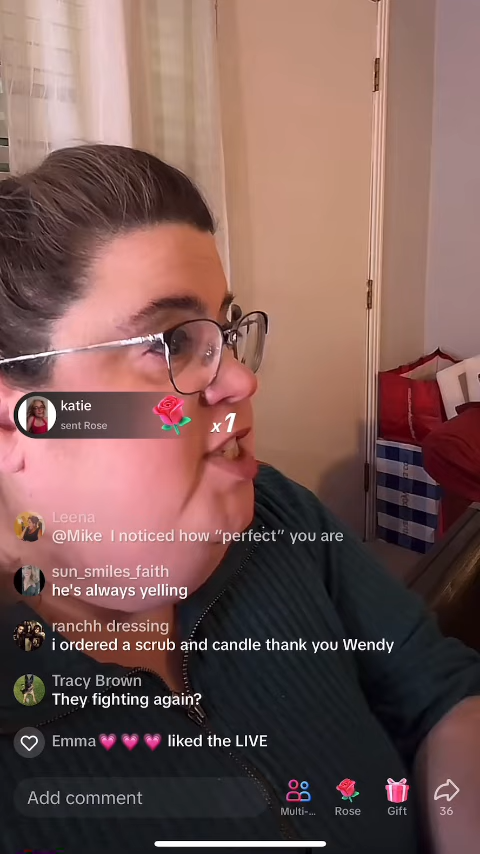 katie
sent Rose
x1
Leena
@Mike I noticed how “perfect” you are
sun_smiles_faith
he's always yelling
ranchh dressing
i ordered a scrub and candle thank you Wendy
Tracy Brown
They fighting again?
Emma💗💗💗 liked the LIVE
Add comment
Multi-...
Rose
Gift
36